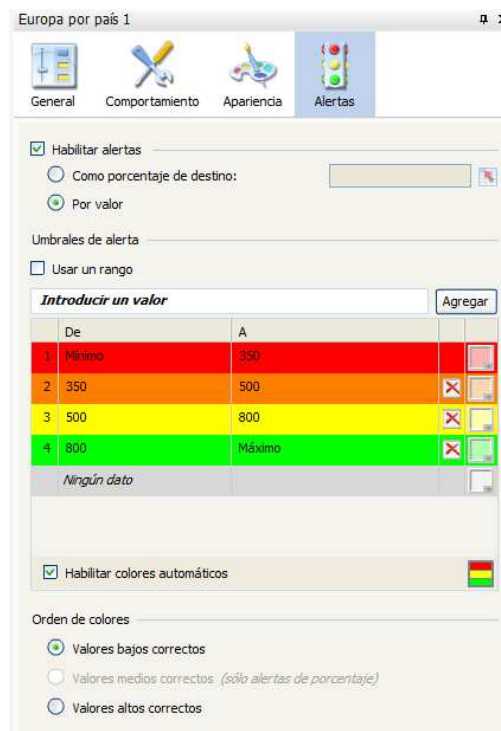 Europa por país 1
General Comportamiento Apariencia Alertas
Habilitar alertas
Como porcentaje de destino:
Por valor
Umbrales de alerta
Usar un rango
Introducir un valor Agregar
De A
1 Mínimo 350
2 350 500
3 500 800
4 800 Máximo
Ningún dato
Habilitar colores automáticos
Orden de colores
Valores bajos correctos
Valores medios correctos (sólo alertas de porcentaje)
Valores altos correctos